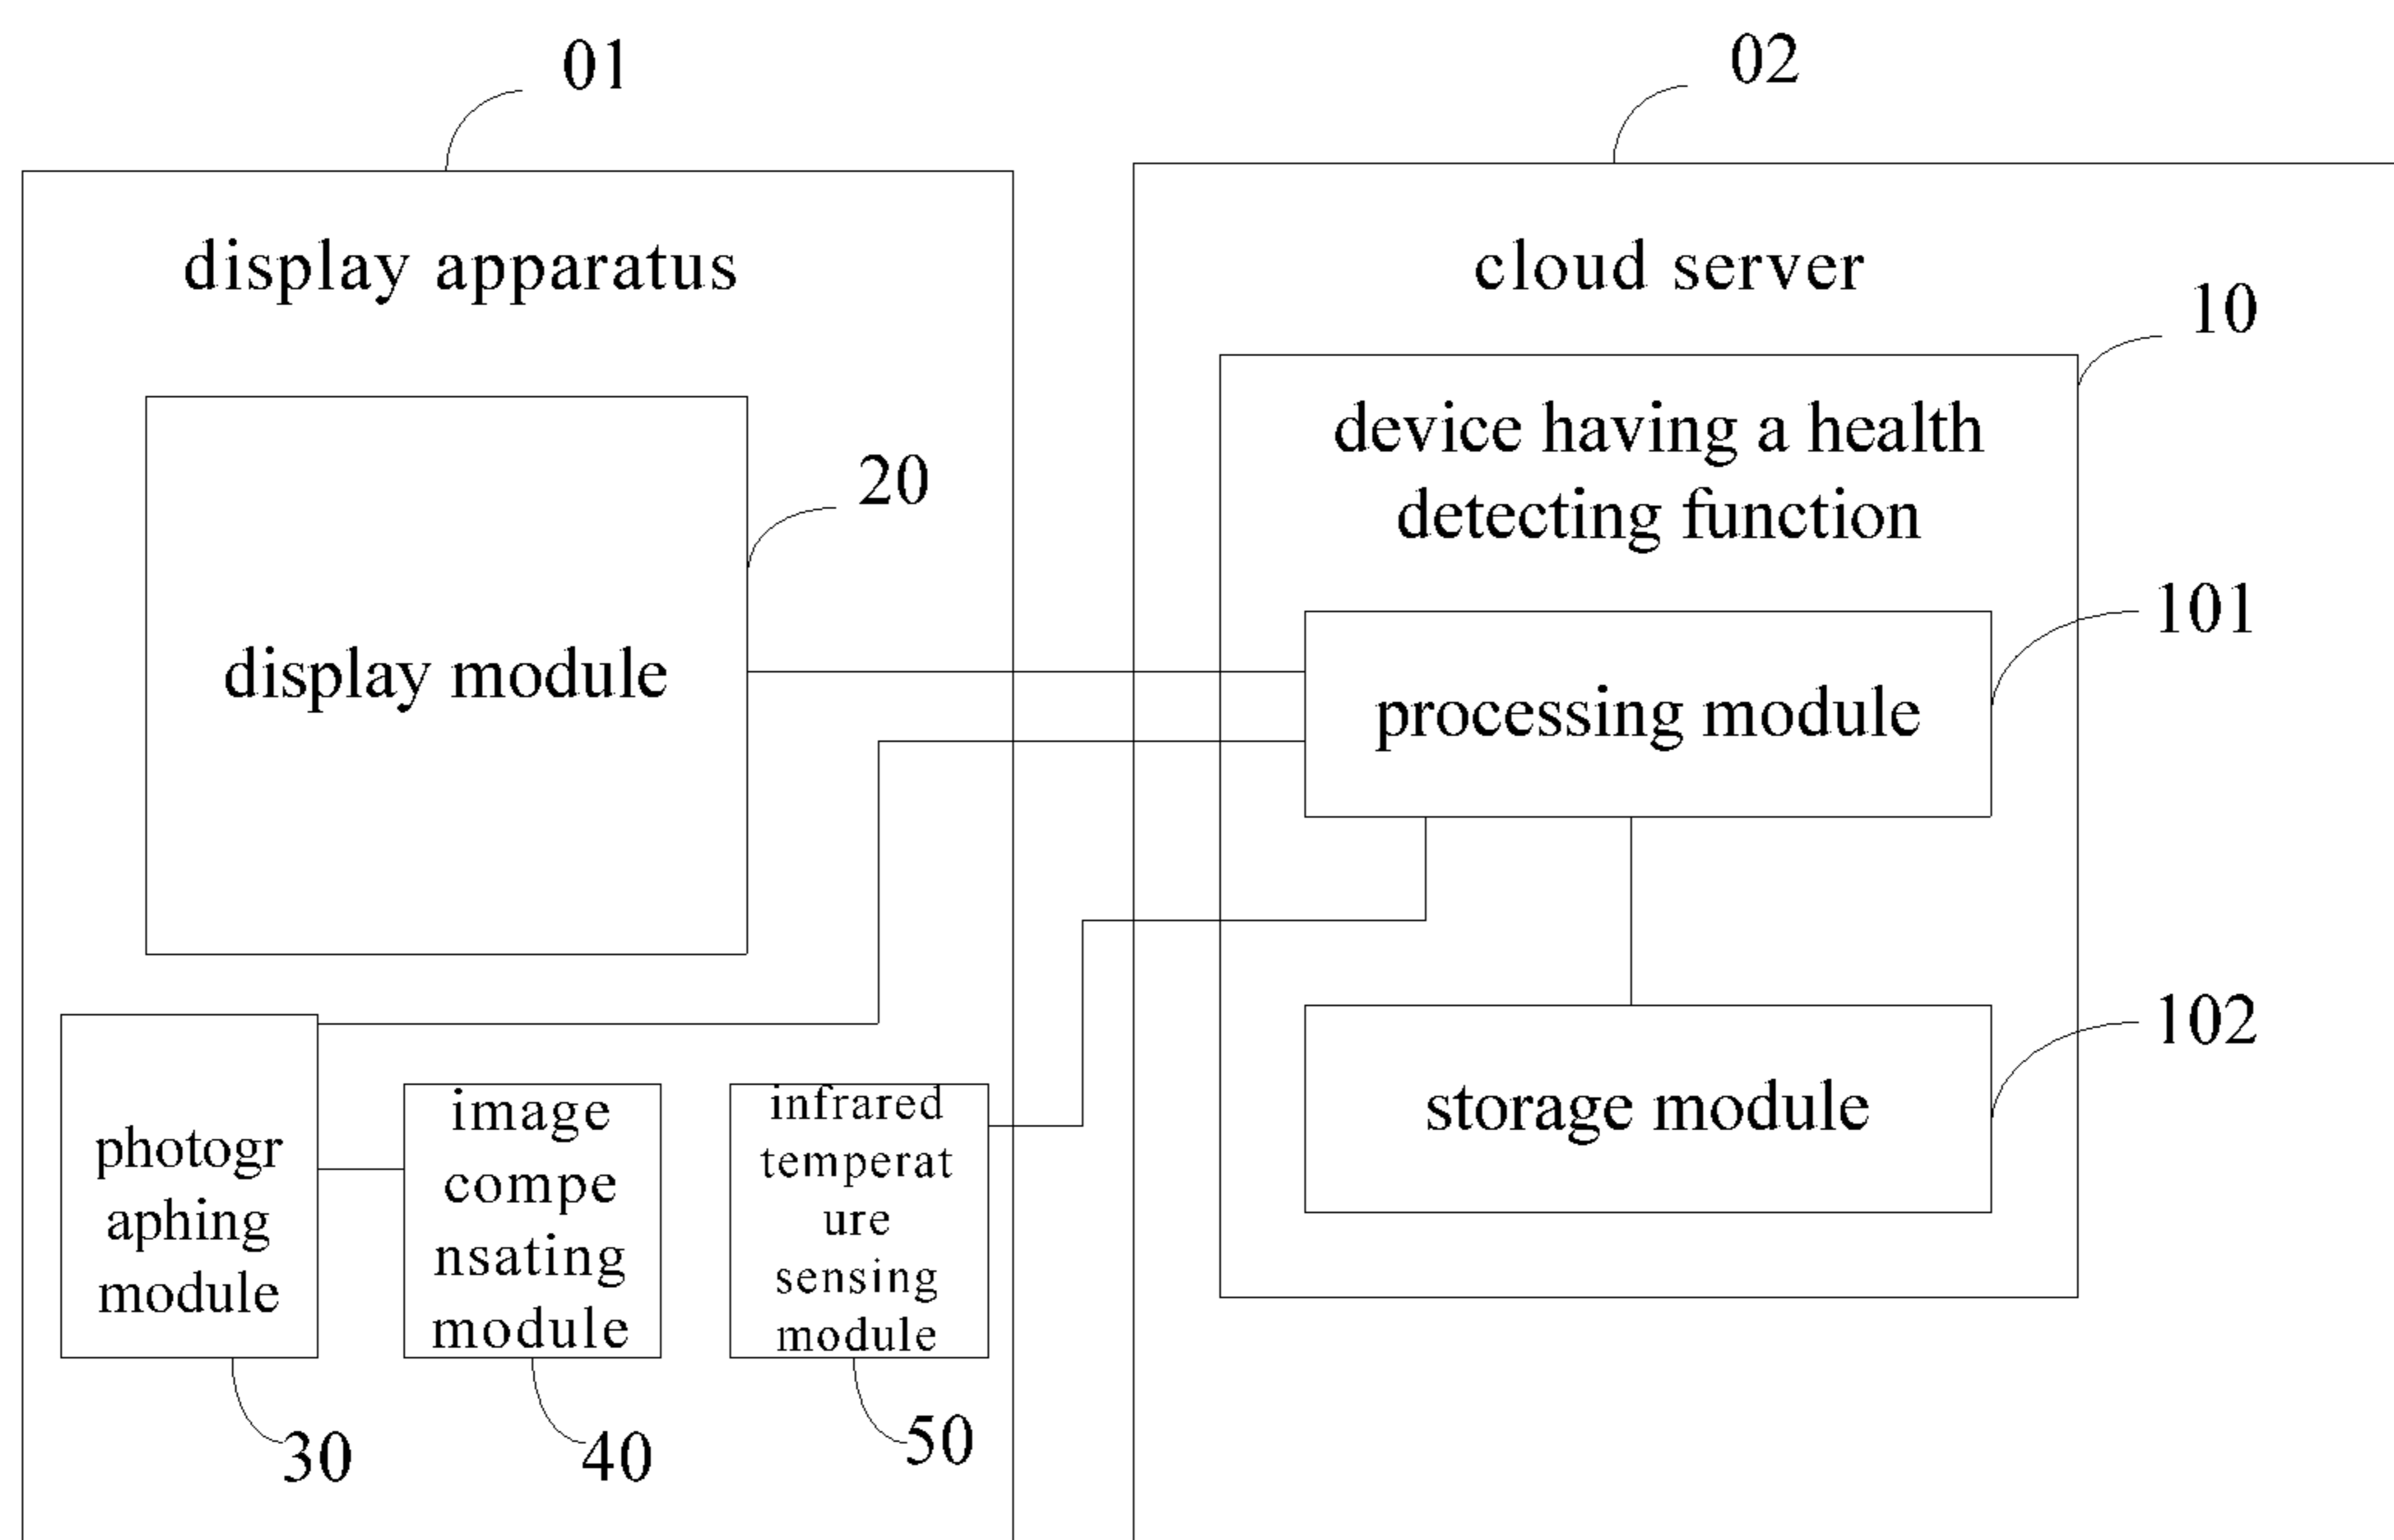 01
02
display apparatus
cloud server
10
device having a health
detecting function
20
display module
101
processing module
102
storage module
photogr
aphing
module
image
compe
nsating
module
infrared
temperat
ure
sensing
module
30
40
50